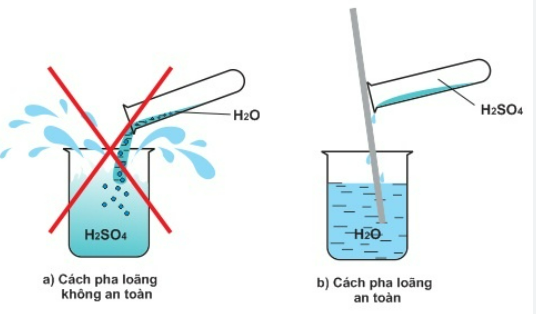 H₂O
H₂SO₄
a) Cách pha loãng
không an toàn
H₂SO₄
H₂O
b) Cách pha loãng
an toàn